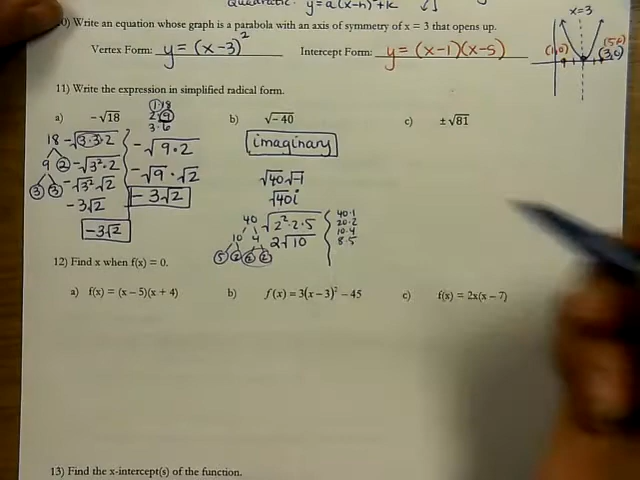 Quadratic: y = a(x-h)² + k
10) Write an equation whose graph is a parabola with an axis of symmetry of x = 3 that opens up.
Vertex Form: y = (x-3)² Intercept Form: y = (x-1)(x-5)
x=3
(1,0) (5,0)
(3,0)
11) Write the expression in simplified radical form.
a) -√18
1·18
2·9
3·6
18 -√3·3·2
9 2 -√3²·2
3 3 -√3² √2
-3√2
-3√2
-√9·2
-√9 · √2
-3√2
b) √-40
imaginary
√40 √-1
√40 i
40 √2²·2·5
10 4 2√10
5 2 2 2
40·1
20·2
10·4
8·5
c) ±√81
12) Find x when f(x) = 0.
a) f(x) = (x – 5)(x + 4) b) f(x) = 3(x – 3)² – 45 c) f(x) = 2x(x – 7)
13) Find the x-intercept(s) of the function.